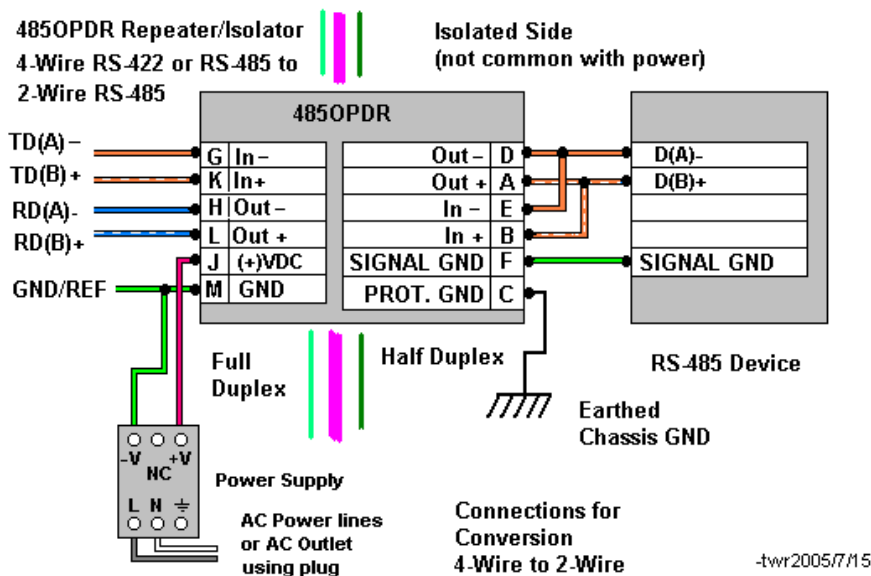 485OPDR Repeater/Isolator
4-Wire RS-422 or RS-485 to
2-Wire RS-485
Isolated Side
(not common with power)
485OPDR
TD(A) -
TD(B) +
RD(A)-
RD(B)+
GND/REF
G In -
K In+
H Out -
L Out +
J (+)VDC
M GND
Out - D
Out + A
In - E
In + B
SIGNAL GND F
PROT. GND C
D(A)-
D(B)+
SIGNAL GND
RS-485 Device
Full
Duplex
Half Duplex
Earthed
Chassis GND
-V +V
NC
L N
Power Supply
AC Power lines
or AC Outlet
using plug
Connections for
Conversion
4-Wire to 2-Wire
-twr2005/7/15